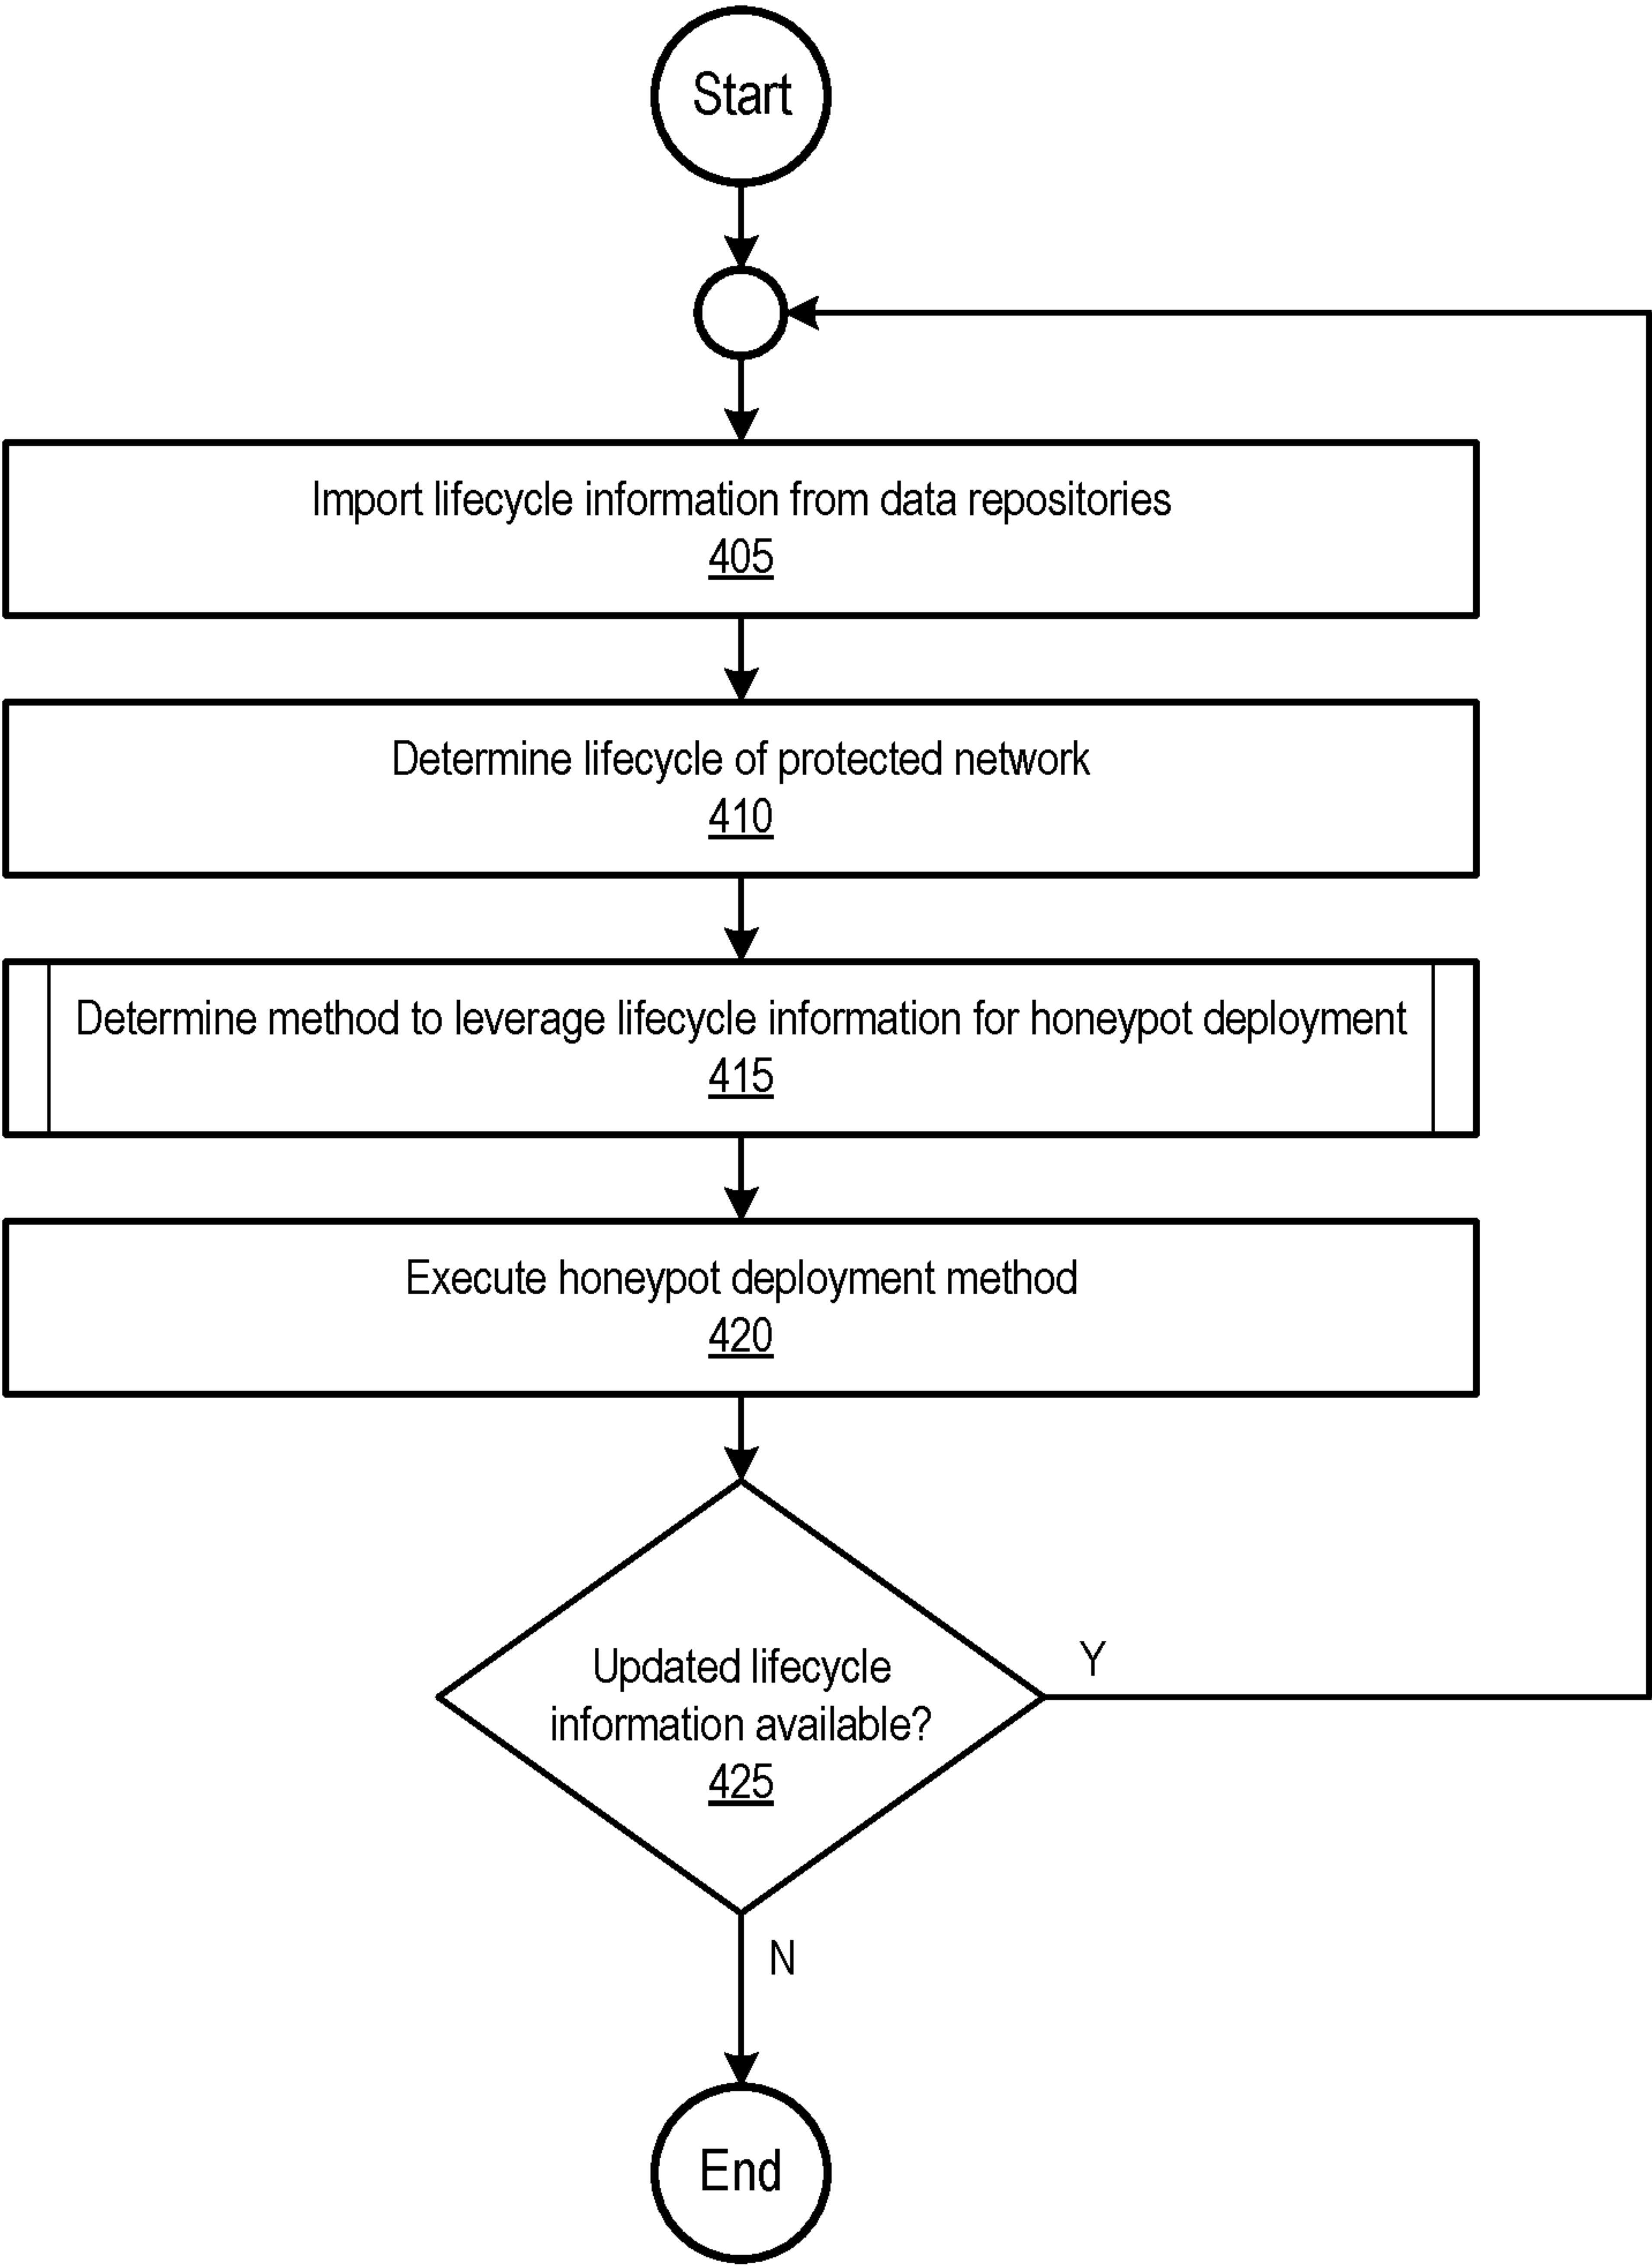 Start
Import lifecycle information from data repositories
405
Determine lifecycle of protected network
410
Determine method to leverage lifecycle information for honeypot deployment
415
Execute honeypot deployment method
420
Updated lifecycle
information available?
425
Y
N
End